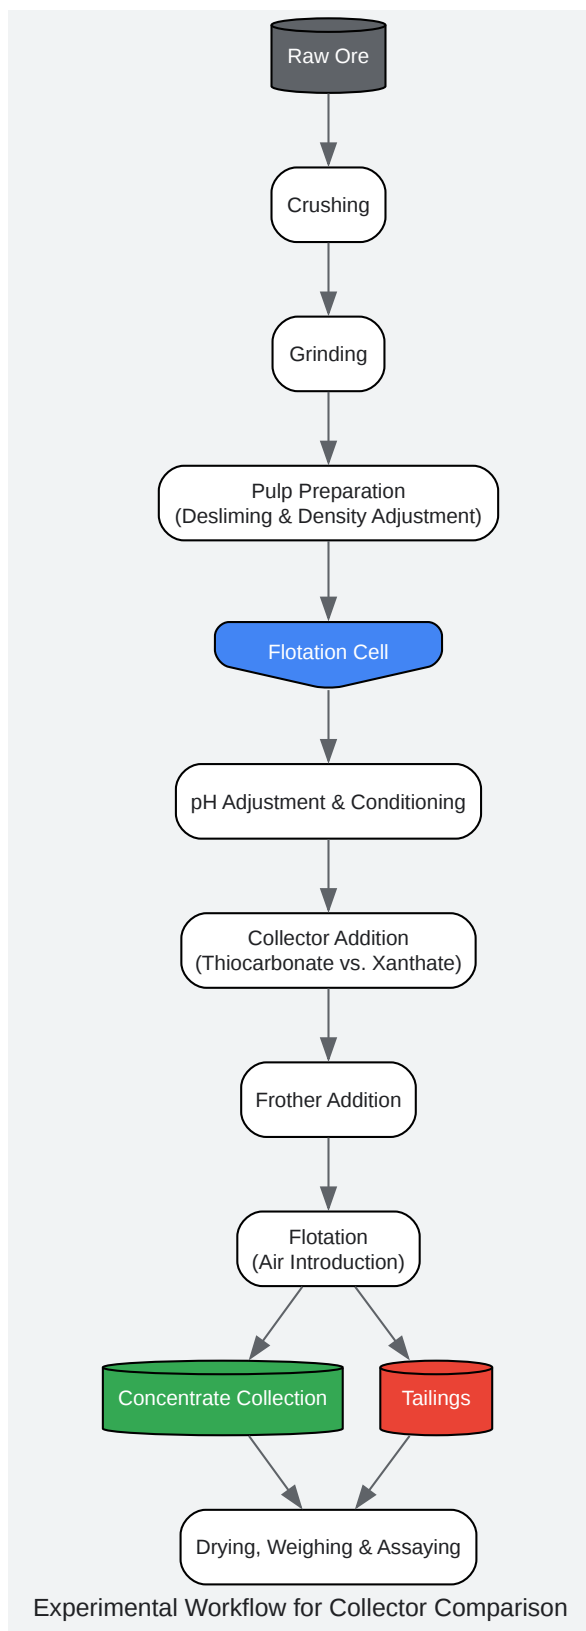 Raw Ore
Crushing
Grinding
Pulp Preparation
(Desliming & Density Adjustment)
Flotation Cell
pH Adjustment & Conditioning
Collector Addition
(Thiocarbonate vs. Xanthate)
Frother Addition
Flotation
(Air Introduction)
Concentrate Collection
Tailings
Drying, Weighing & Assaying
Experimental Workflow for Collector Comparison